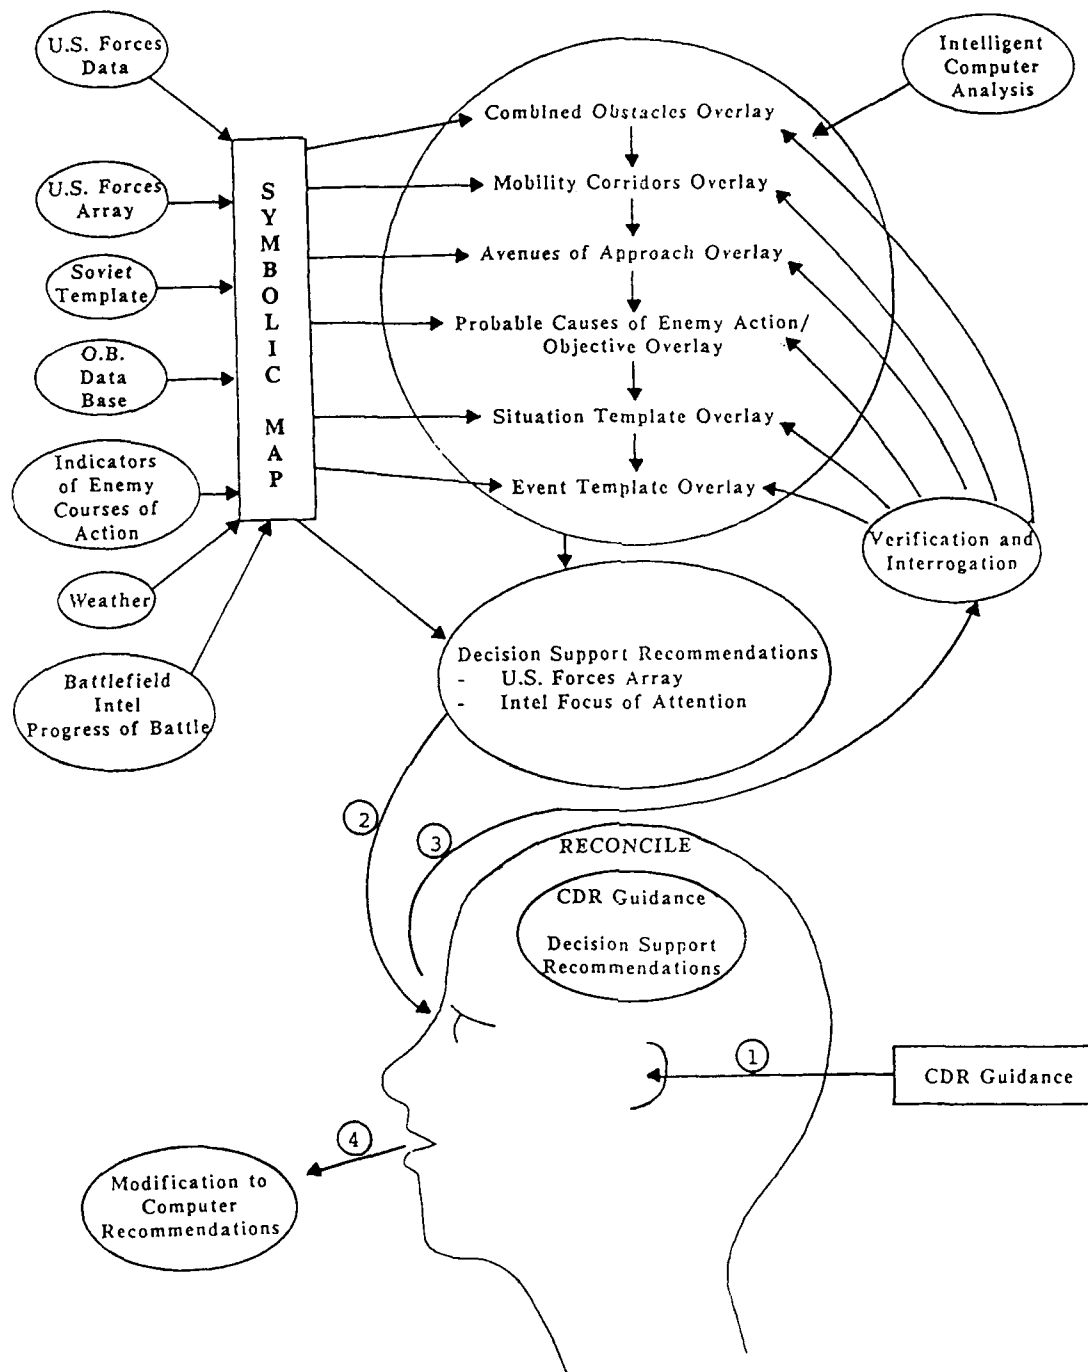 U.S. Forces
Data
U.S. Forces
Array
Soviet
Template
O.B.
Data
Base
Indicators
of Enemy
Courses of
Action
Weather
Battlefield
Intel
Progress of Battle
SYMBOLIC
MAP
Combined Obstacles Overlay
Mobility Corridors Overlay
Avenues of Approach Overlay
Probable Causes of Enemy Action/
Objective Overlay
Situation Template Overlay
Event Template Overlay
Intelligent
Computer
Analysis
Verification and
Interrogation
Decision Support Recommendations
- U.S. Forces Array
- Intel Focus of Attention
2
3
RECONCILE
CDR Guidance
Decision Support
Recommendations
1
CDR Guidance
4
Modification to
Computer
Recommendations